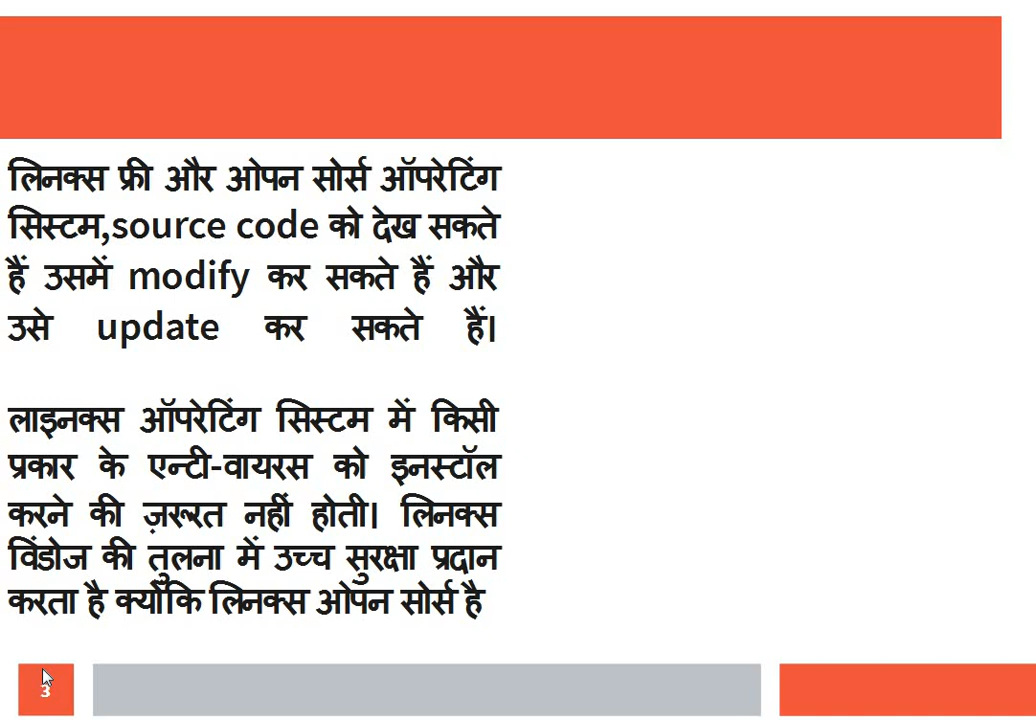 लिनक्स फ्री और ओपन सोर्स ऑपरेटिंग
सिस्टम,source code को देख सकते
हैं उसमें modify कर सकते हैं और
उसे update कर सकते हैं।
लाइनक्स ऑपरेटिंग सिस्टम में किसी
प्रकार के एन्टी-वायरस को इनस्टॉल
करने की ज़रूरत नहीं होती। लिनक्स
विंडोज की तुलना में उच्च सुरक्षा प्रदान
करता है क्योंकि लिनक्स ओपन सोर्स है
3